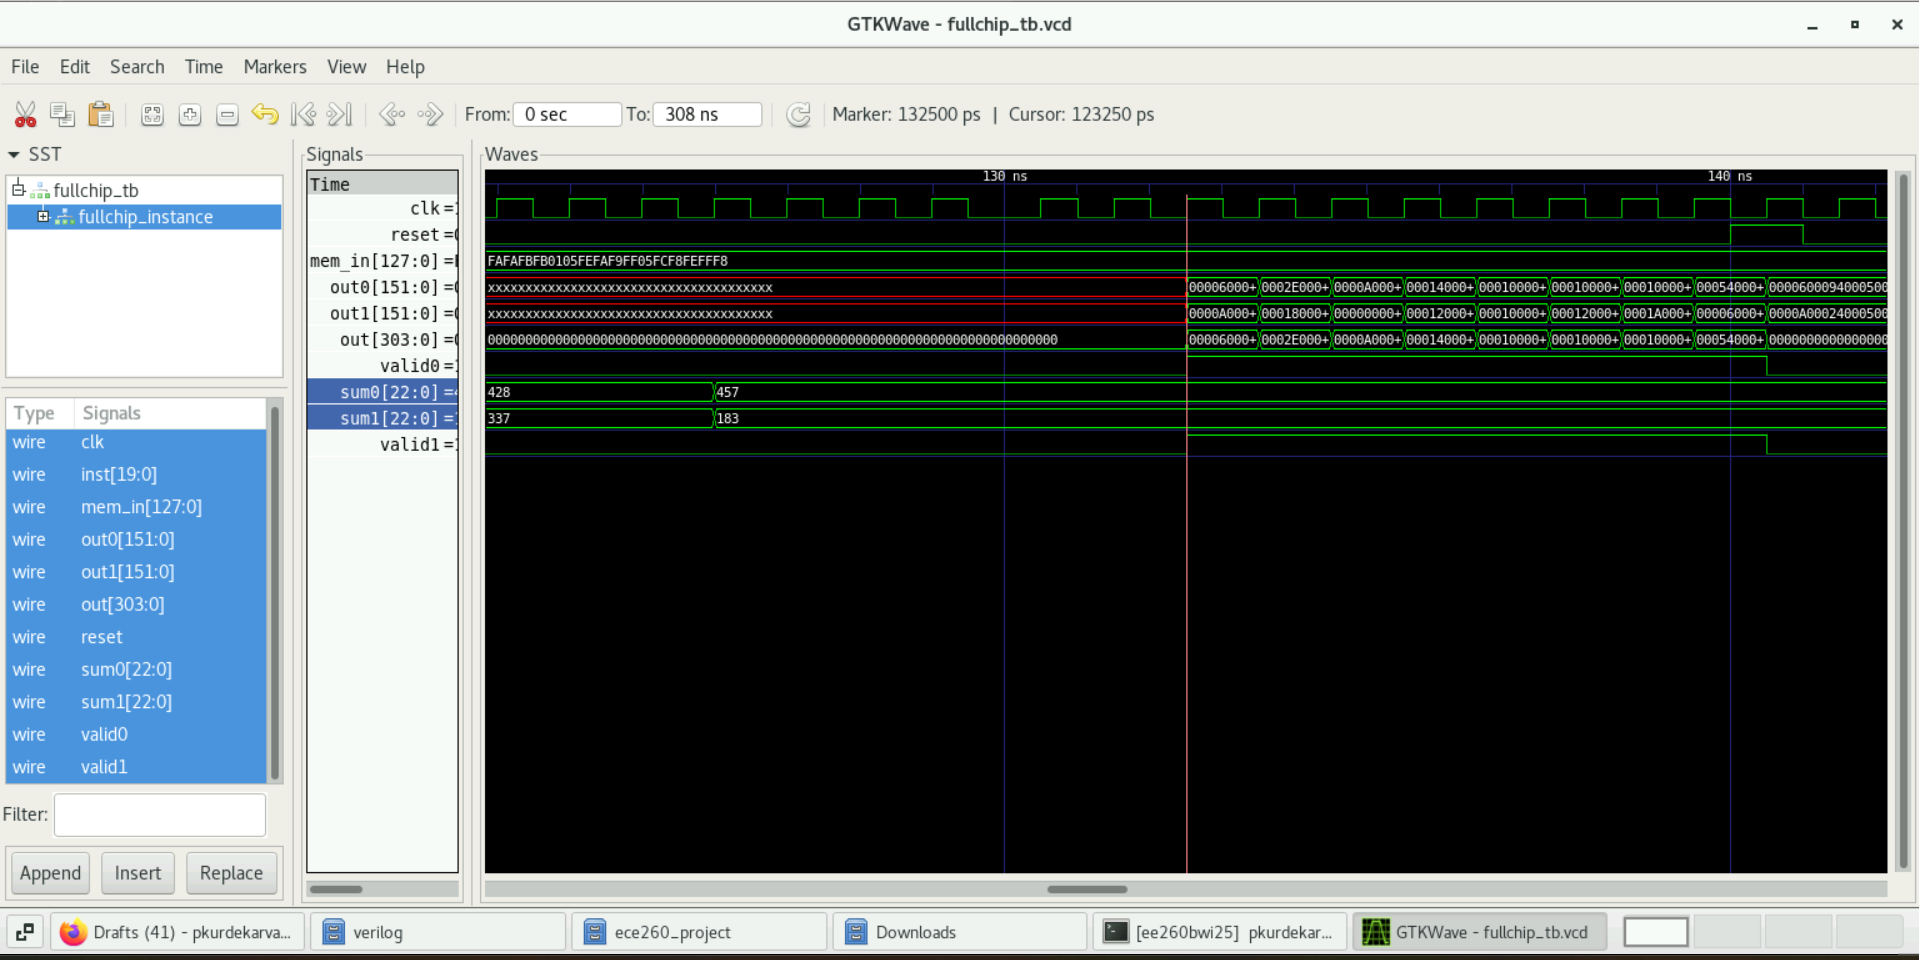 GTKWave - fullchip_tb.vcd
File Edit Search Time Markers View Help
From: 0 sec To: 308 ns Marker: 132500 ps | Cursor: 123250 ps
SST
fullchip_tb
fullchip_instance
Type Signals
wire clk
wire inst[19:0]
wire mem_in[127:0]
wire out0[151:0]
wire out1[151:0]
wire out[303:0]
wire reset
wire sum0[22:0]
wire sum1[22:0]
wire valid0
wire valid1
Filter:
Append Insert Replace
Signals
Time
clk =
reset =
mem_in[127:0] =
out0[151:0] =
out1[151:0] =
out[303:0] =
valid0 =
sum0[22:0] =
sum1[22:0] =
valid1 =
Waves
130 ns 140 ns
FAFAFBFB0105FEFAF9FF05FCF8FEFFF8
xxxxxxxxxxxxxxxxxxxxxxxxxxxxxxxxxxxxxx 00006000+ 0002E000+ 0000A000+ 00014000+ 00010000+ 00010000+ 00010000+ 00054000+ 0000600094000500
xxxxxxxxxxxxxxxxxxxxxxxxxxxxxxxxxxxxxx 0000A000+ 00018000+ 00000000+ 00012000+ 00010000+ 00012000+ 0001A000+ 00006000+ 0000A00024000500
0000000000000000000000000000000000000000000000000000000000000000000000000000 00006000+ 0002E000+ 0000A000+ 00014000+ 00010000+ 00010000+ 00010000+ 00054000+ 0000000000000000
428 457
337 183
Drafts (41) - pkurdekarva... verilog ece260_project Downloads [ee260bwi25] pkurdekar... GTKWave - fullchip_tb.vcd